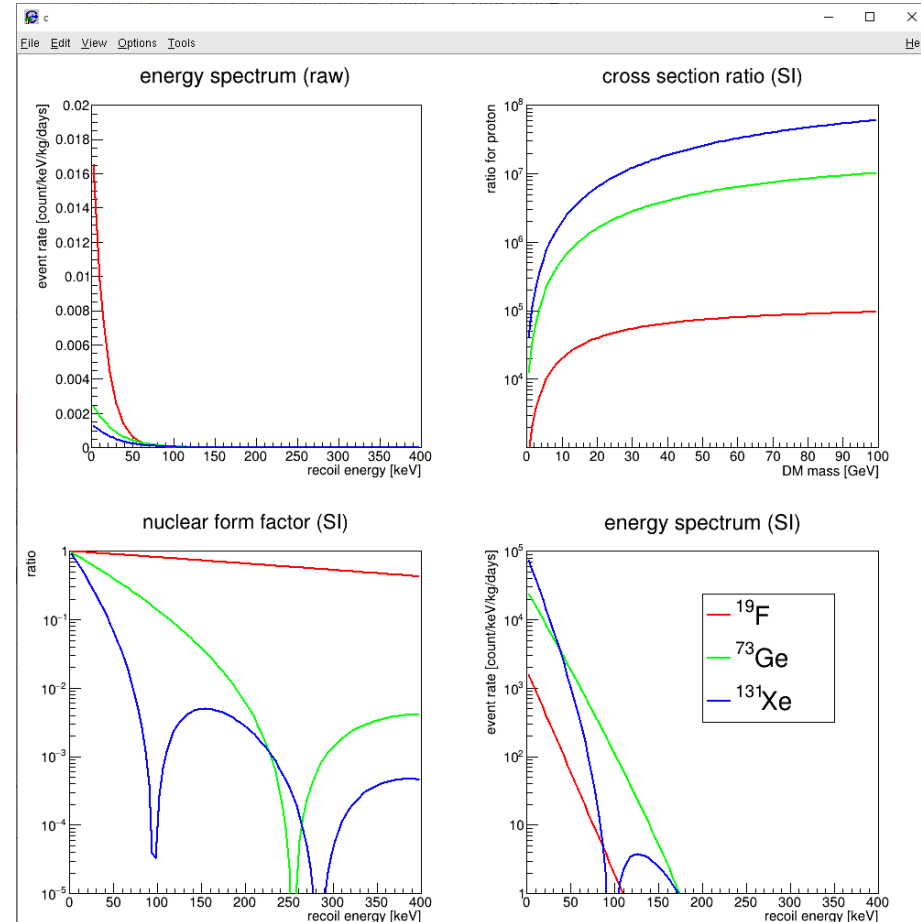 c
File Edit View Options Tools He
energy spectrum (raw)
event rate [count/keV/kg/days]
0.02
0.018
0.016
0.014
0.012
0.01
0.008
0.006
0.004
0.002
0
0 50 100 150 200 250 300 350 400
recoil energy [keV]
cross section ratio (SI)
ratio for proton
10^8
10^7
10^6
10^5
10^4
0 10 20 30 40 50 60 70 80 90 100
DM mass [GeV]
nuclear form factor (SI)
ratio
1
10^-1
10^-2
10^-3
10^-4
10^-5
0 50 100 150 200 250 300 350 400
recoil energy [keV]
energy spectrum (SI)
event rate [count/keV/kg/days]
10^5
10^4
10^3
10^2
10
1
0 50 100 150 200 250 300 350 400
recoil energy [keV]
^19F
^73Ge
^131Xe